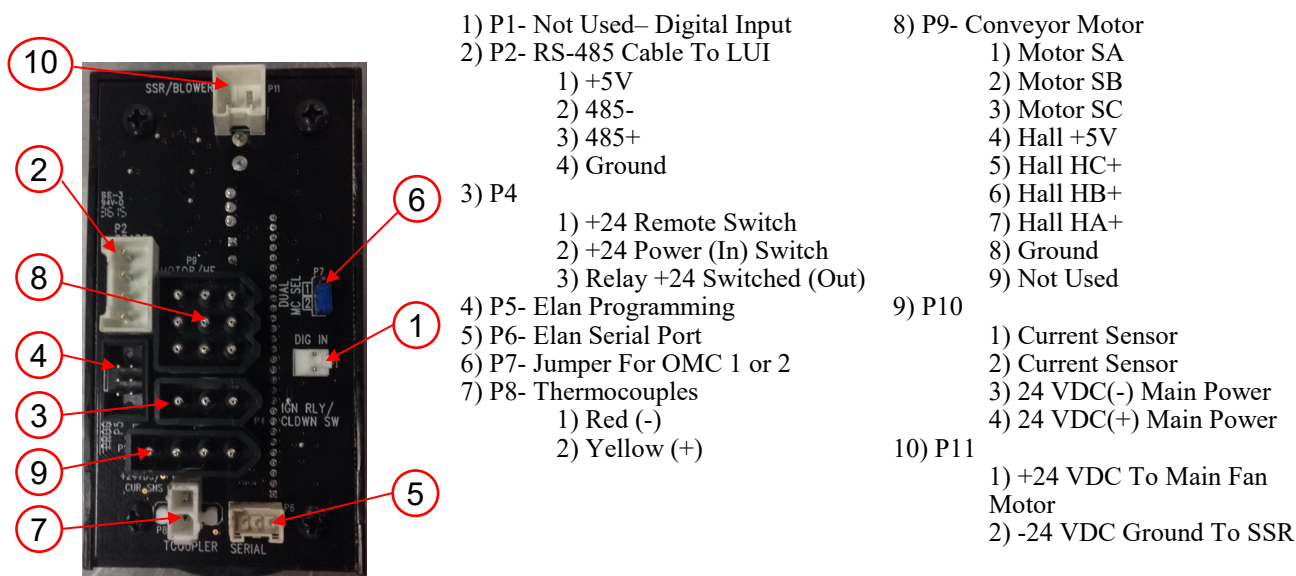 10
2
8
4
3
9
7
6
1
5
SSR/BLOWER
P11
P2
P9
MOTOR/HF
P7
DUAL
MC SEL
1
2
DIG IN
IGN RLY/
CLDWN SW
P4
PROG
P5
+24VDC/
CUR SNS
P8
TCOUPLER
P6
SERIAL
1) P1- Not Used– Digital Input
2) P2- RS-485 Cable To LUI
1) +5V
2) 485-
3) 485+
4) Ground
3) P4
1) +24 Remote Switch
2) +24 Power (In) Switch
3) Relay +24 Switched (Out)
4) P5- Elan Programming
5) P6- Elan Serial Port
6) P7- Jumper For OMC 1 or 2
7) P8- Thermocouples
1) Red (-)
2) Yellow (+)
8) P9- Conveyor Motor
1) Motor SA
2) Motor SB
3) Motor SC
4) Hall +5V
5) Hall HC+
6) Hall HB+
7) Hall HA+
8) Ground
9) Not Used
9) P10
1) Current Sensor
2) Current Sensor
3) 24 VDC(-) Main Power
4) 24 VDC(+) Main Power
10) P11
1) +24 VDC To Main Fan
Motor
2) -24 VDC Ground To SSR